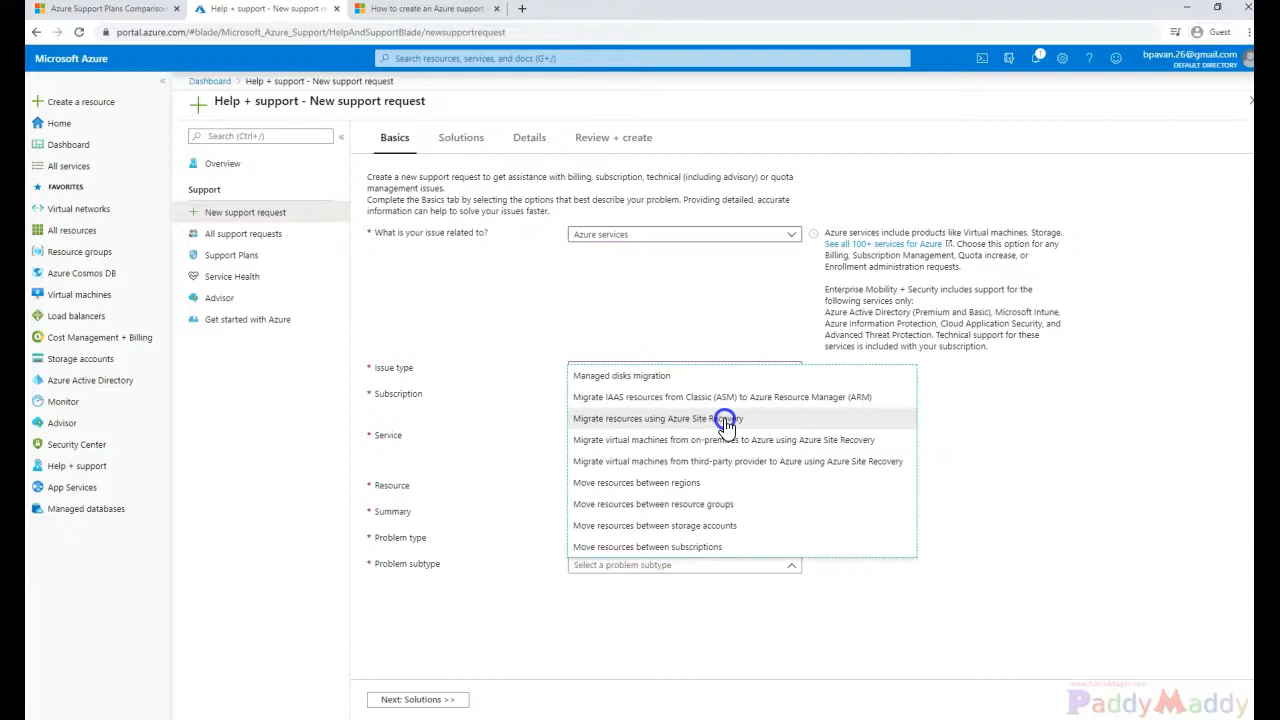 Azure Support Plans Comparison
Help + support - New support requ
How to create an Azure support r
portal.azure.com/#blade/Microsoft_Azure_Support/HelpAndSupportBlade/newsupportrequest
Guest
Microsoft Azure
Search resources, services, and docs (G+/)
1
bpavan.26@gmail.com
DEFAULT DIRECTORY
Dashboard > Help + support - New support request
Help + support - New support request
Create a resource
Home
Dashboard
All services
FAVORITES
Virtual networks
All resources
Resource groups
Azure Cosmos DB
Virtual machines
Load balancers
Cost Management + Billing
Storage accounts
Azure Active Directory
Monitor
Advisor
Security Center
Help + support
App Services
Managed databases
Search (Ctrl+/)
Overview
Support
New support request
All support requests
Support Plans
Service Health
Advisor
Get started with Azure
Basics Solutions Details Review + create
Create a new support request to get assistance with billing, subscription, technical (including advisory) or quota
management issues.
Complete the Basics tab by selecting the options that best describe your problem. Providing detailed, accurate
information can help to solve your issues faster.
* What is your issue related to?
Azure services
Azure services include products like Virtual machines, Storage.
See all 100+ services for Azure. Choose this option for any
Billing, Subscription Management, Quota increase, or
Enrollment administration requests.
Enterprise Mobility + Security includes support for the
following services only:
Azure Active Directory (Premium and Basic), Microsoft Intune,
Azure Information Protection, Cloud Application Security, and
Advanced Threat Protection. Technical support for these
services is included with your subscription.
* Issue type
* Subscription
* Service
* Resource
* Summary
* Problem type
* Problem subtype
Managed disks migration
Migrate IAAS resources from Classic (ASM) to Azure Resource Manager (ARM)
Migrate resources using Azure Site Recovery
Migrate virtual machines from on-premises to Azure using Azure Site Recovery
Migrate virtual machines from third-party provider to Azure using Azure Site Recovery
Move resources between regions
Move resources between resource groups
Move resources between storage accounts
Move resources between subscriptions
Select a problem subtype
Next: Solutions >>
PaddyMaddy